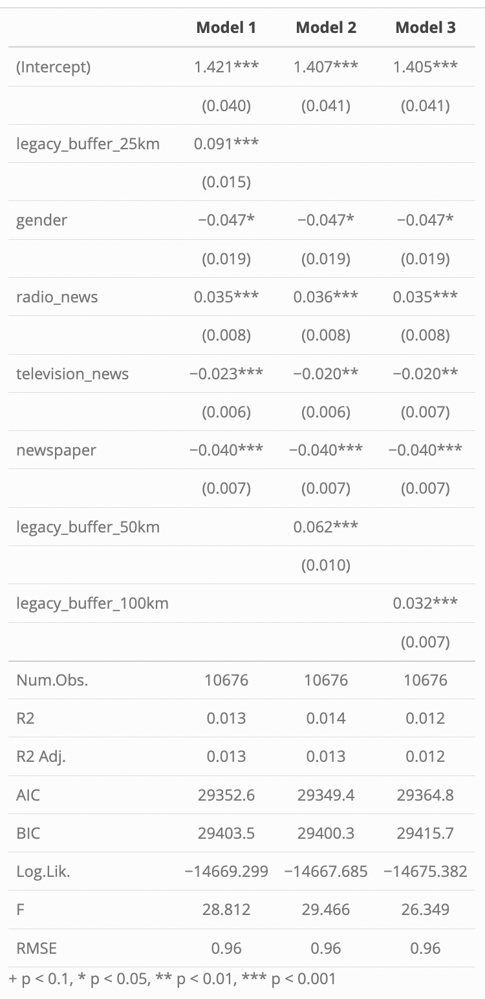 Model 1 Model 2 Model 3
(Intercept) 1.421*** 1.407*** 1.405***
(0.040) (0.041) (0.041)
legacy_buffer_25km 0.091***
(0.015)
gender −0.047* −0.047* −0.047*
(0.019) (0.019) (0.019)
radio_news 0.035*** 0.036*** 0.035***
(0.008) (0.008) (0.008)
television_news −0.023*** −0.020** −0.020**
(0.006) (0.006) (0.007)
newspaper −0.040*** −0.040*** −0.040***
(0.007) (0.007) (0.007)
legacy_buffer_50km 0.062***
(0.010)
legacy_buffer_100km 0.032***
(0.007)
Num.Obs. 10676 10676 10676
R2 0.013 0.014 0.012
R2 Adj. 0.013 0.013 0.012
AIC 29352.6 29349.4 29364.8
BIC 29403.5 29400.3 29415.7
Log.Lik. −14669.299 −14667.685 −14675.382
F 28.812 29.466 26.349
RMSE 0.96 0.96 0.96
+ p < 0.1, * p < 0.05, ** p < 0.01, *** p < 0.001